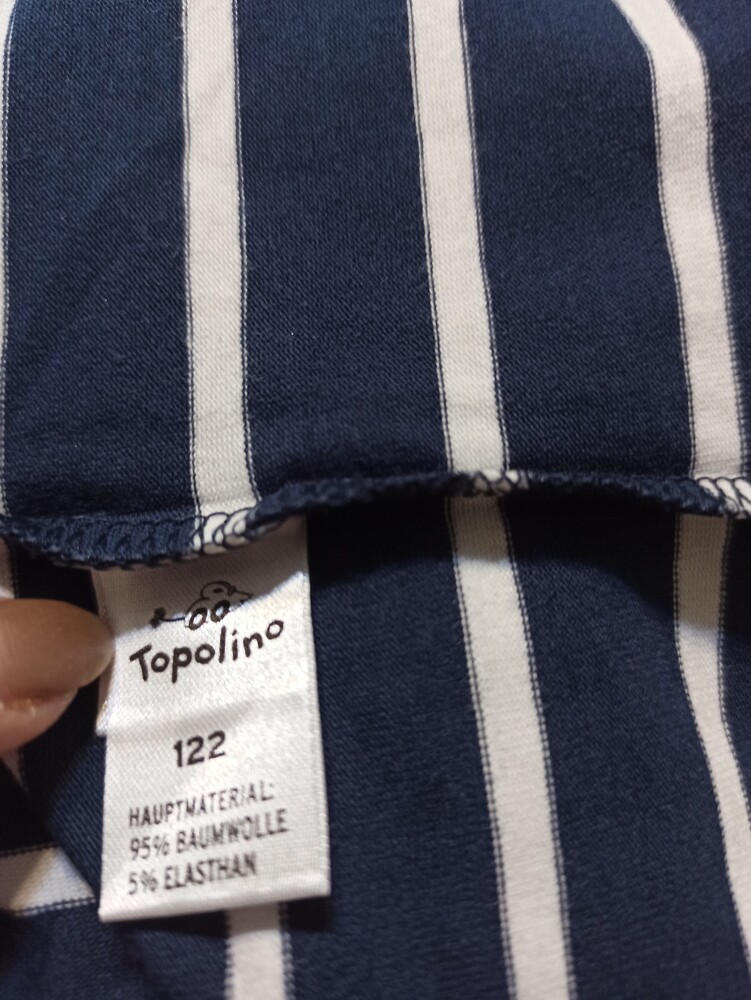 Topolino
122
HAUPTMATERIAL:
95% BAUMWOLLE
5% ELASTHAN